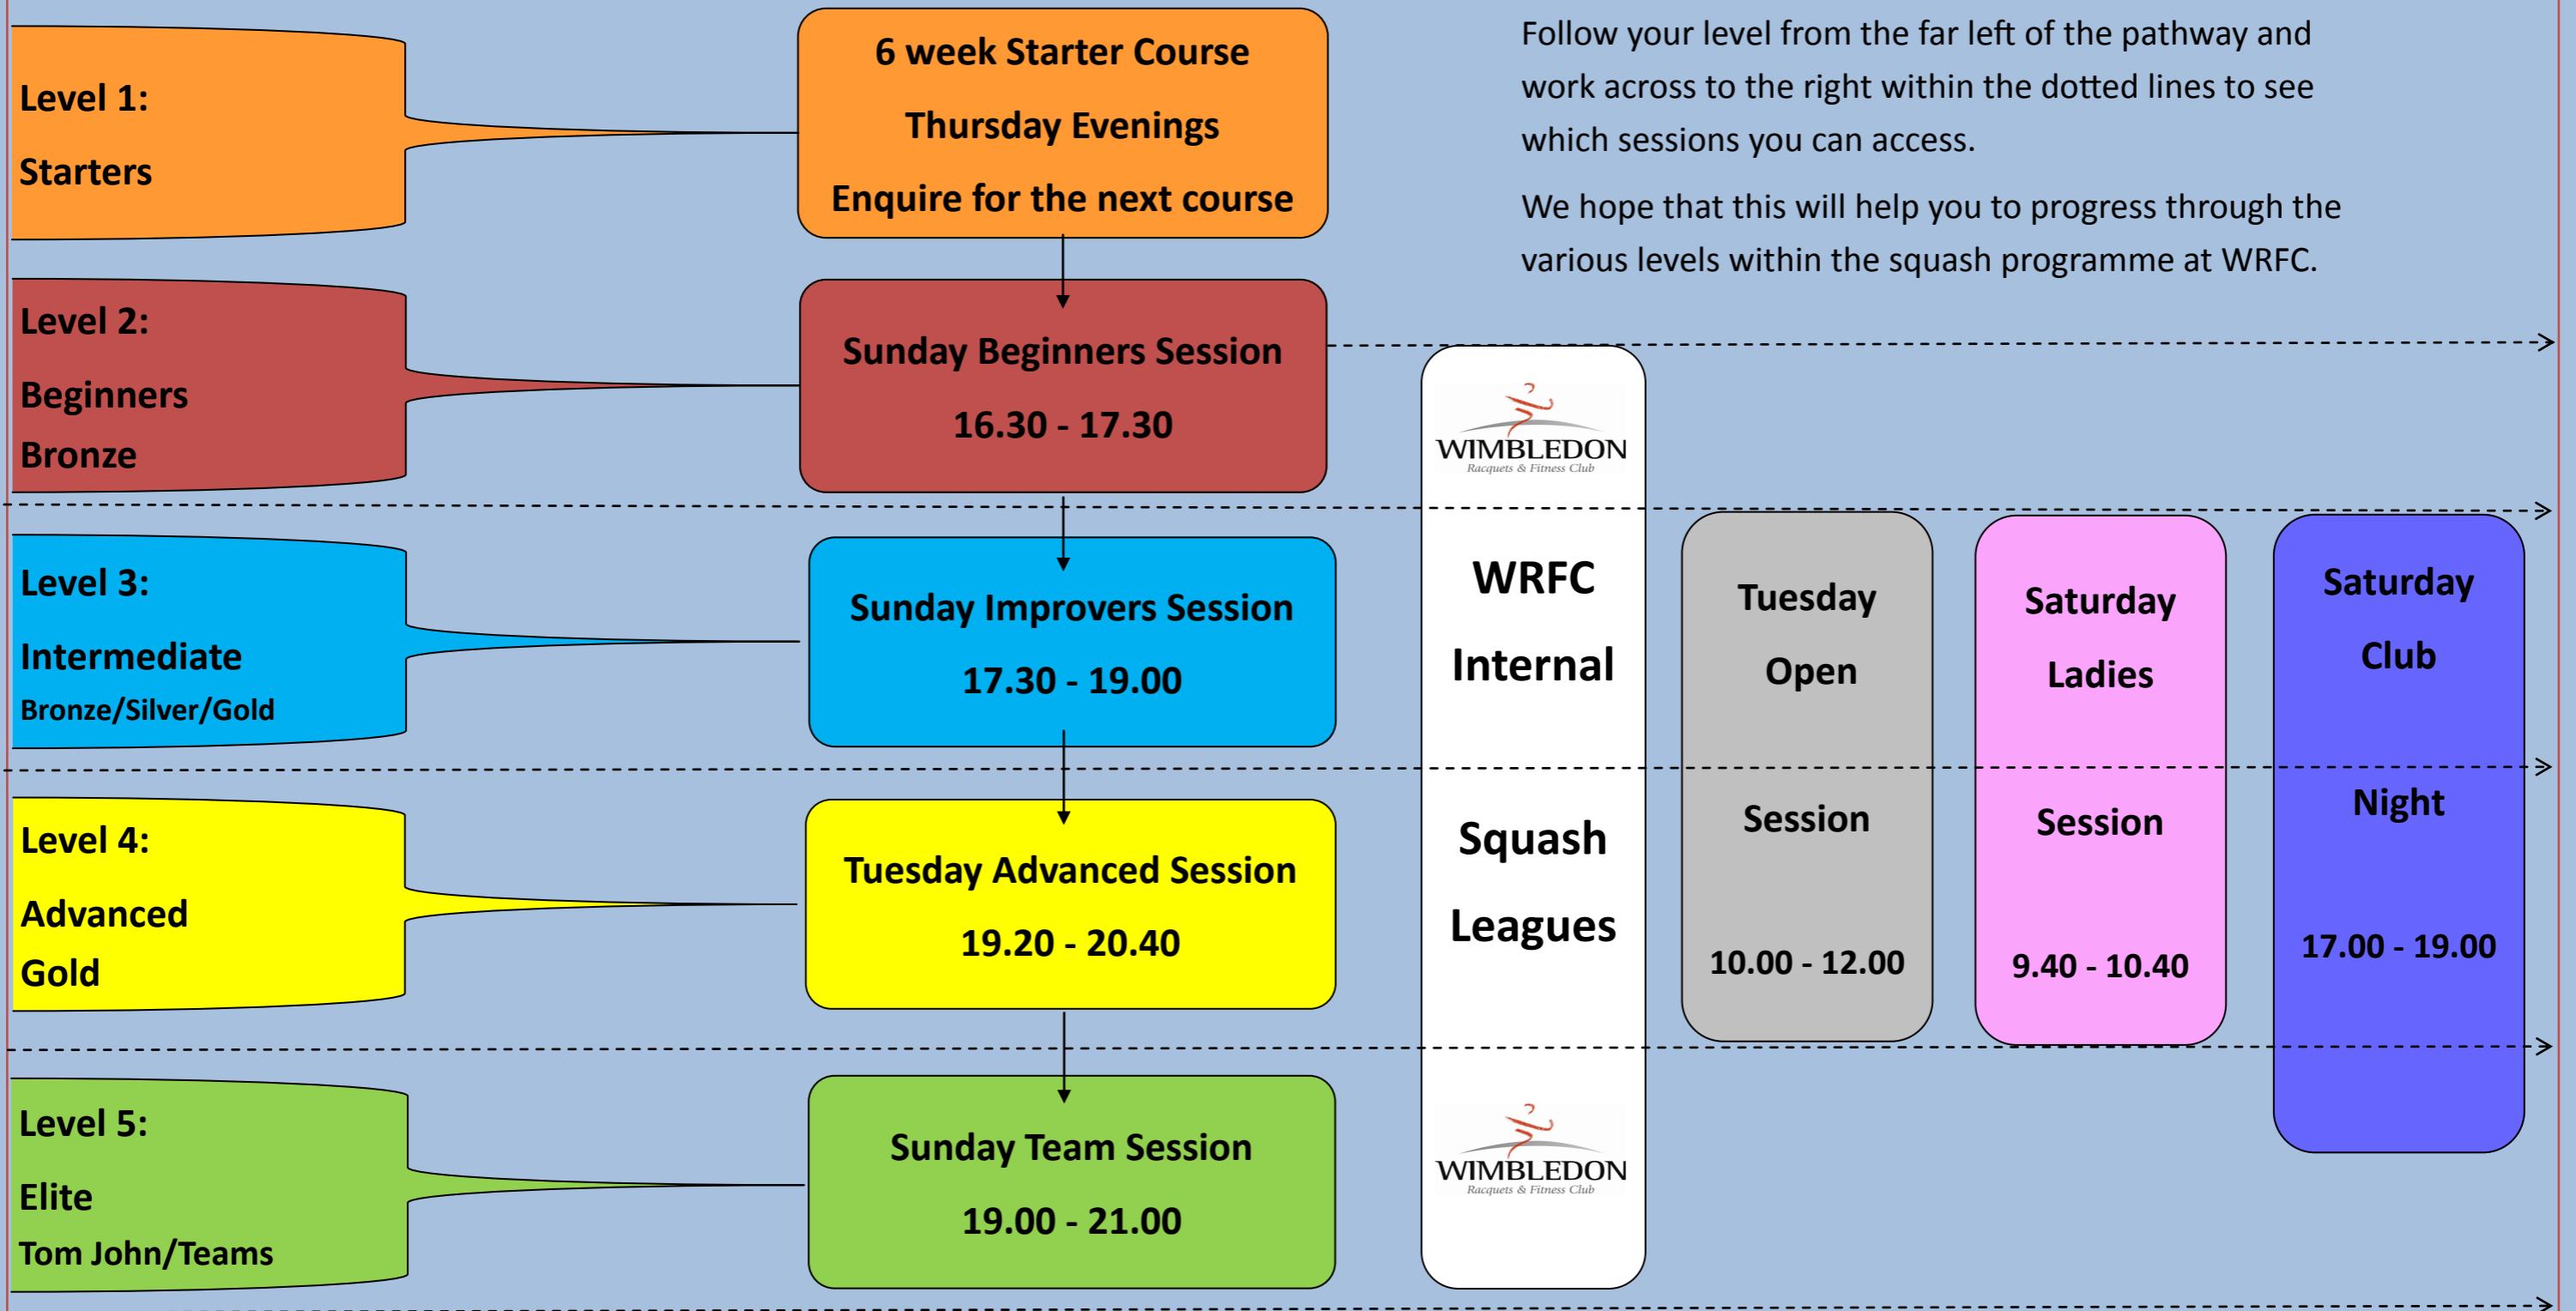 Level 1:
Starters
6 week Starter Course
Thursday Evenings
Enquire for the next course
Follow your level from the far left of the pathway and
work across to the right within the dotted lines to see
which sessions you can access.
We hope that this will help you to progress through the
various levels within the squash programme at WRFC.
Level 2:
Beginners
Bronze
Sunday Beginners Session
16.30 - 17.30
WIMBLEDON
Racquets & Fitness Club
Level 3:
Intermediate
Bronze/Silver/Gold
Sunday Improvers Session
17.30 - 19.00
Level 4:
Advanced
Gold
Tuesday Advanced Session
19.20 - 20.40
Level 5:
Elite
Tom John/Teams
Sunday Team Session
19.00 - 21.00
WRFC
Internal
Squash
Leagues
WIMBLEDON
Racquets & Fitness Club
Tuesday
Open
Session
10.00 - 12.00
Saturday
Ladies
Session
9.40 - 10.40
Saturday
Club
Night
17.00 - 19.00